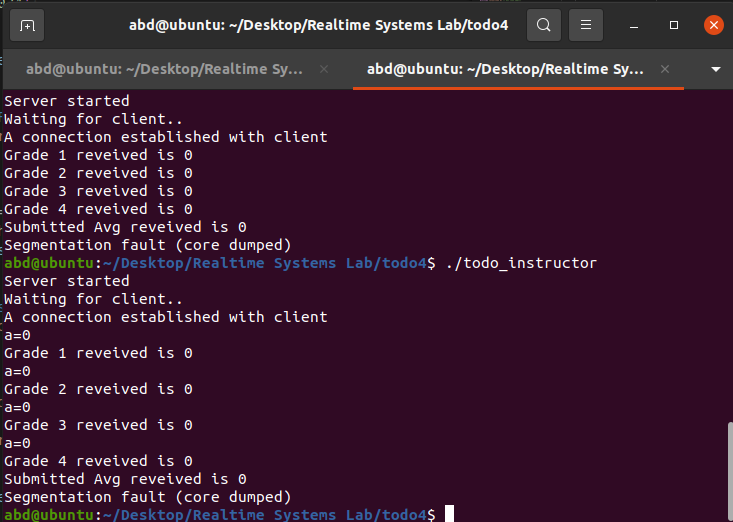 abd@ubuntu: ~/Desktop/Realtime Systems Lab/todo4
abd@ubuntu: ~/Desktop/Realtime Sy...
abd@ubuntu: ~/Desktop/Realtime Sy...
Server started
Waiting for client..
A connection established with client
Grade 1 reveived is 0
Grade 2 reveived is 0
Grade 3 reveived is 0
Grade 4 reveived is 0
Submitted Avg reveived is 0
Segmentation fault (core dumped)
abd@ubuntu:~/Desktop/Realtime Systems Lab/todo4$ ./todo_instructor
Server started
Waiting for client..
A connection established with client
a=0
Grade 1 reveived is 0
a=0
Grade 2 reveived is 0
a=0
Grade 3 reveived is 0
a=0
Grade 4 reveived is 0
Submitted Avg reveived is 0
Segmentation fault (core dumped)
abd@ubuntu:~/Desktop/Realtime Systems Lab/todo4$